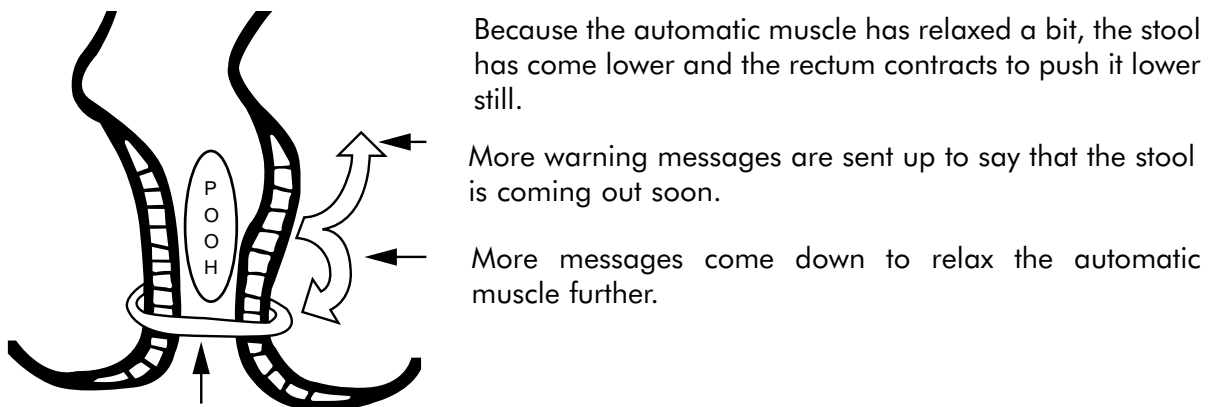 Because the automatic muscle has relaxed a bit, the stool
has come lower and the rectum contracts to push it lower
still.
More warning messages are sent up to say that the stool
is coming out soon.
P
O
O
H
More messages come down to relax the automatic
muscle further.